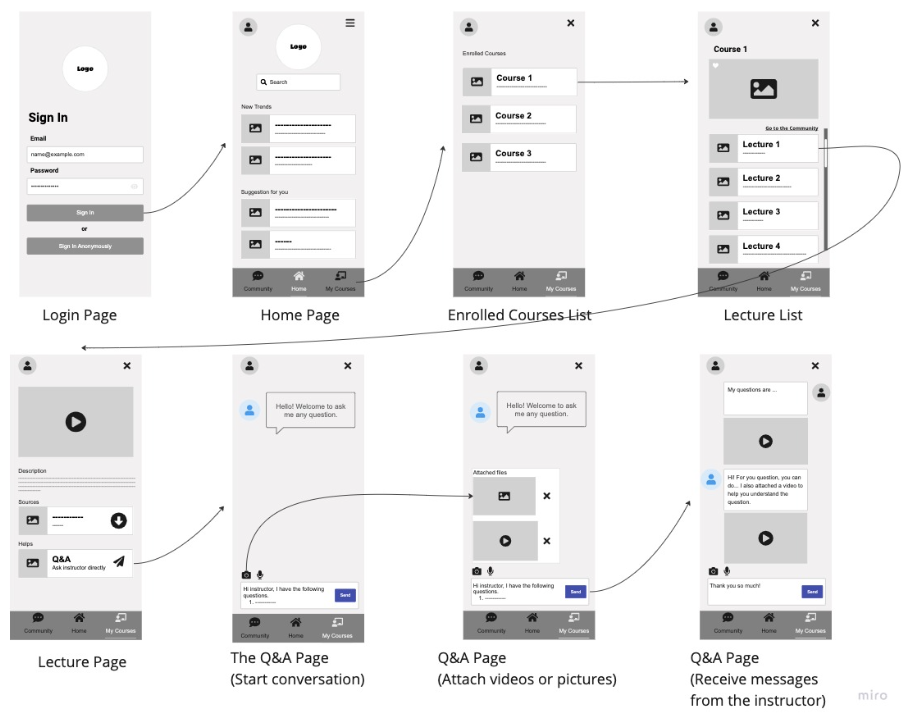 Logo
Sign In
Email
name@example.com
Password
Sign In
or
Sign In Anonymously
Login Page
Logo
Search
New Trends
Suggestion for you
Community
Home
My Courses
Home Page
Enrolled Courses
Course 1
Course 2
Course 3
Community
Home
My Courses
Enrolled Courses List
Course 1
Go to the Community
Lecture 1
Lecture 2
Lecture 3
Lecture 4
Community
Home
My Courses
Lecture List
Description
Sources
Helps
Q&A
Ask instructor directly
Community
Home
My Courses
Lecture Page
Hello! Welcome to ask
me any question.
Hi instructor, I have the following
questions.
1. -----------
Send
Community
Home
My Courses
The Q&A Page
(Start conversation)
Hello! Welcome to ask
me any question.
Attached files
Hi instructor, I have the following
questions.
1. -----------
Send
Community
Home
My Courses
Q&A Page
(Attach videos or pictures)
My questions are ...
Hi! For you question, you can
do... I also attached a video to
help you understand the
question.
Thank you so much!
Send
Community
Home
My Courses
Q&A Page
(Receive messages
from the instructor)
miro